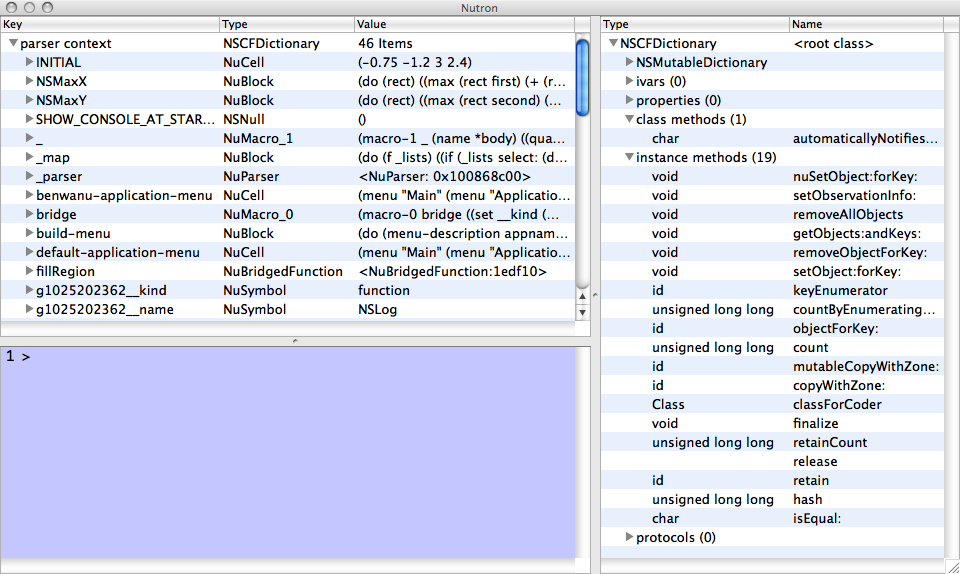 Nutron
Key Type Value
parser context NSCFDictionary 46 Items
INITIAL NuCell (-0.75 -1.2 3 2.4)
NSMaxX NuBlock (do (rect) ((max (rect first) (+ (r...
NSMaxY NuBlock (do (rect) ((max (rect second) (...
SHOW_CONSOLE_AT_STAR... NSNull ()
_ NuMacro_1 (macro-1 _ (name *body) ((qua...
_map NuBlock (do (f _lists) ((if (_lists select: (d...
_parser NuParser <NuParser: 0x100868c00>
benwanu-application-menu NuCell (menu "Main" (menu "Applicatio...
bridge NuMacro_0 (macro-0 bridge ((set __kind (...
build-menu NuBlock (do (menu-description appnam...
default-application-menu NuCell (menu "Main" (menu "Applicatio...
fillRegion NuBridgedFunction <NuBridgedFunction:1edf10>
g1025202362__kind NuSymbol function
g1025202362__name NuSymbol NSLog
1 >
Type Name
NSCFDictionary <root class>
NSMutableDictionary
ivars (0)
properties (0)
class methods (1)
char automaticallyNotifies...
instance methods (19)
void nuSetObject:forKey:
void setObservationInfo:
void removeAllObjects
void getObjects:andKeys:
void removeObjectForKey:
void setObject:forKey:
id keyEnumerator
unsigned long long countByEnumerating...
id objectForKey:
unsigned long long count
id mutableCopyWithZone:
id copyWithZone:
Class classForCoder
void finalize
unsigned long long retainCount
release
id retain
unsigned long long hash
char isEqual:
protocols (0)